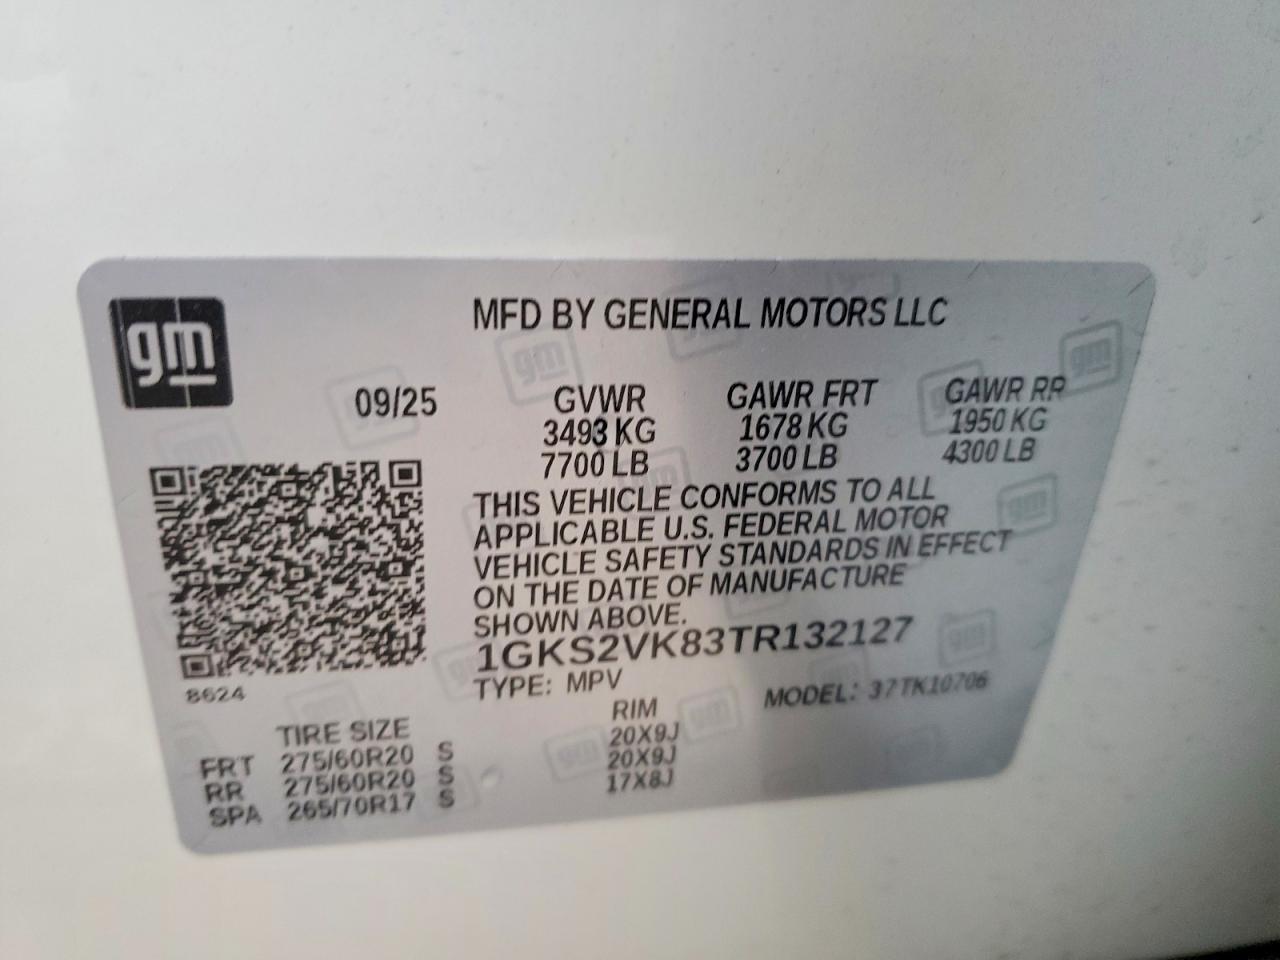 gm
MFD BY GENERAL MOTORS LLC
09/25 GVWR GAWR FRT GAWR RR
3493 KG 1678 KG 1950 KG
7700 LB 3700 LB 4300 LB
THIS VEHICLE CONFORMS TO ALL
APPLICABLE U.S. FEDERAL MOTOR
VEHICLE SAFETY STANDARDS IN EFFECT
ON THE DATE OF MANUFACTURE
SHOWN ABOVE.
1GKS2VK83TR132127
TYPE: MPV MODEL: 37TK10706
8624
TIRE SIZE RIM
FRT 275/60R20 S 20X9J
RR 275/60R20 S 20X9J
SPA 265/70R17 S 17X8J